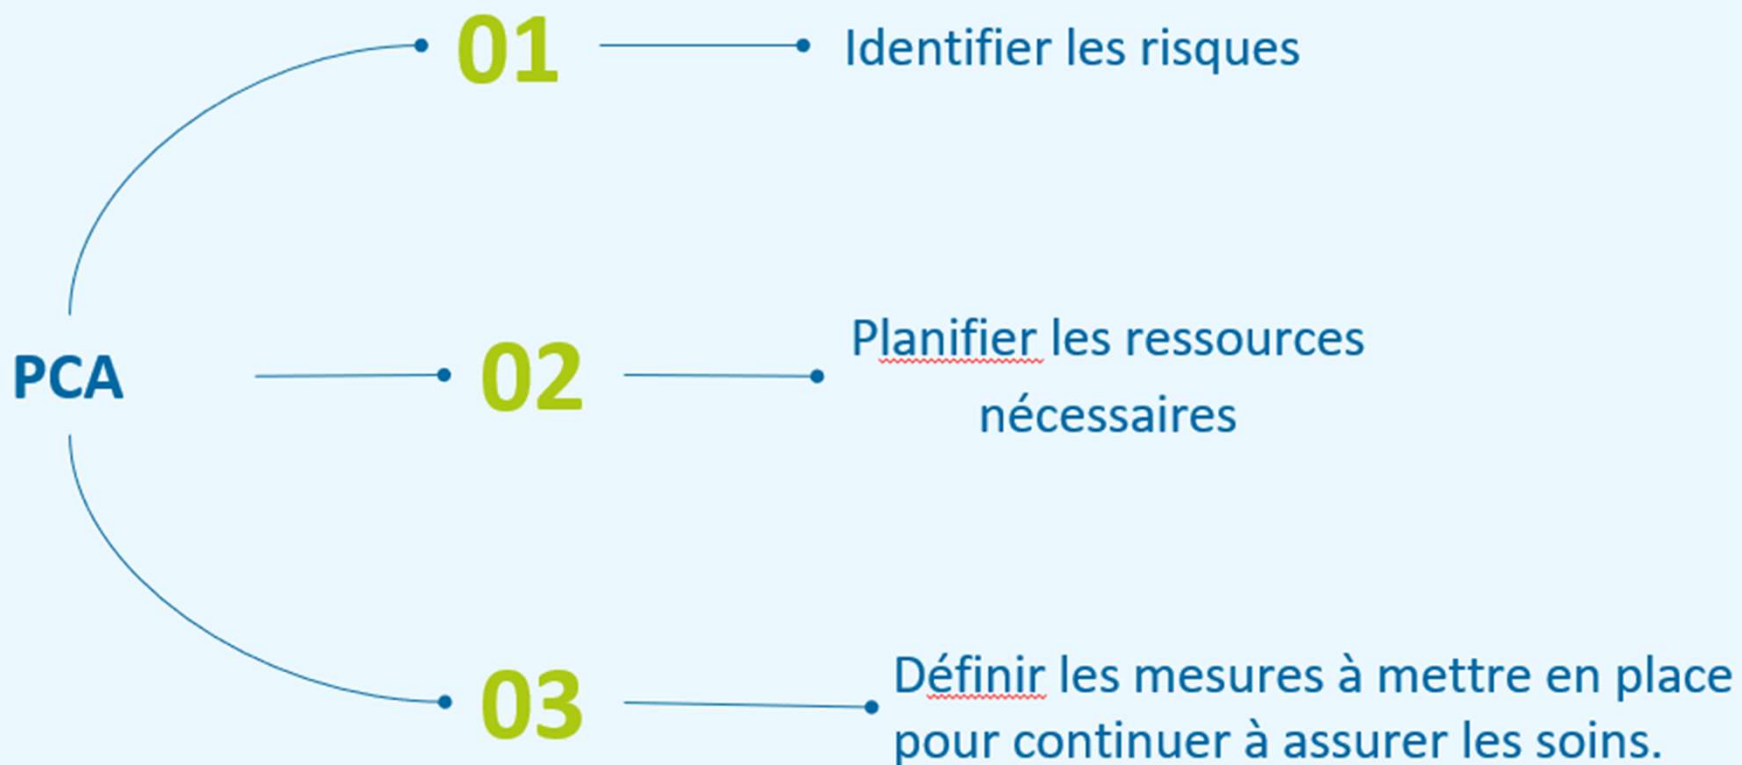 01
Identifier les risques
PCA
02
Planifier les ressources
nécessaires
03
Définir les mesures à mettre en place
pour continuer à assurer les soins.